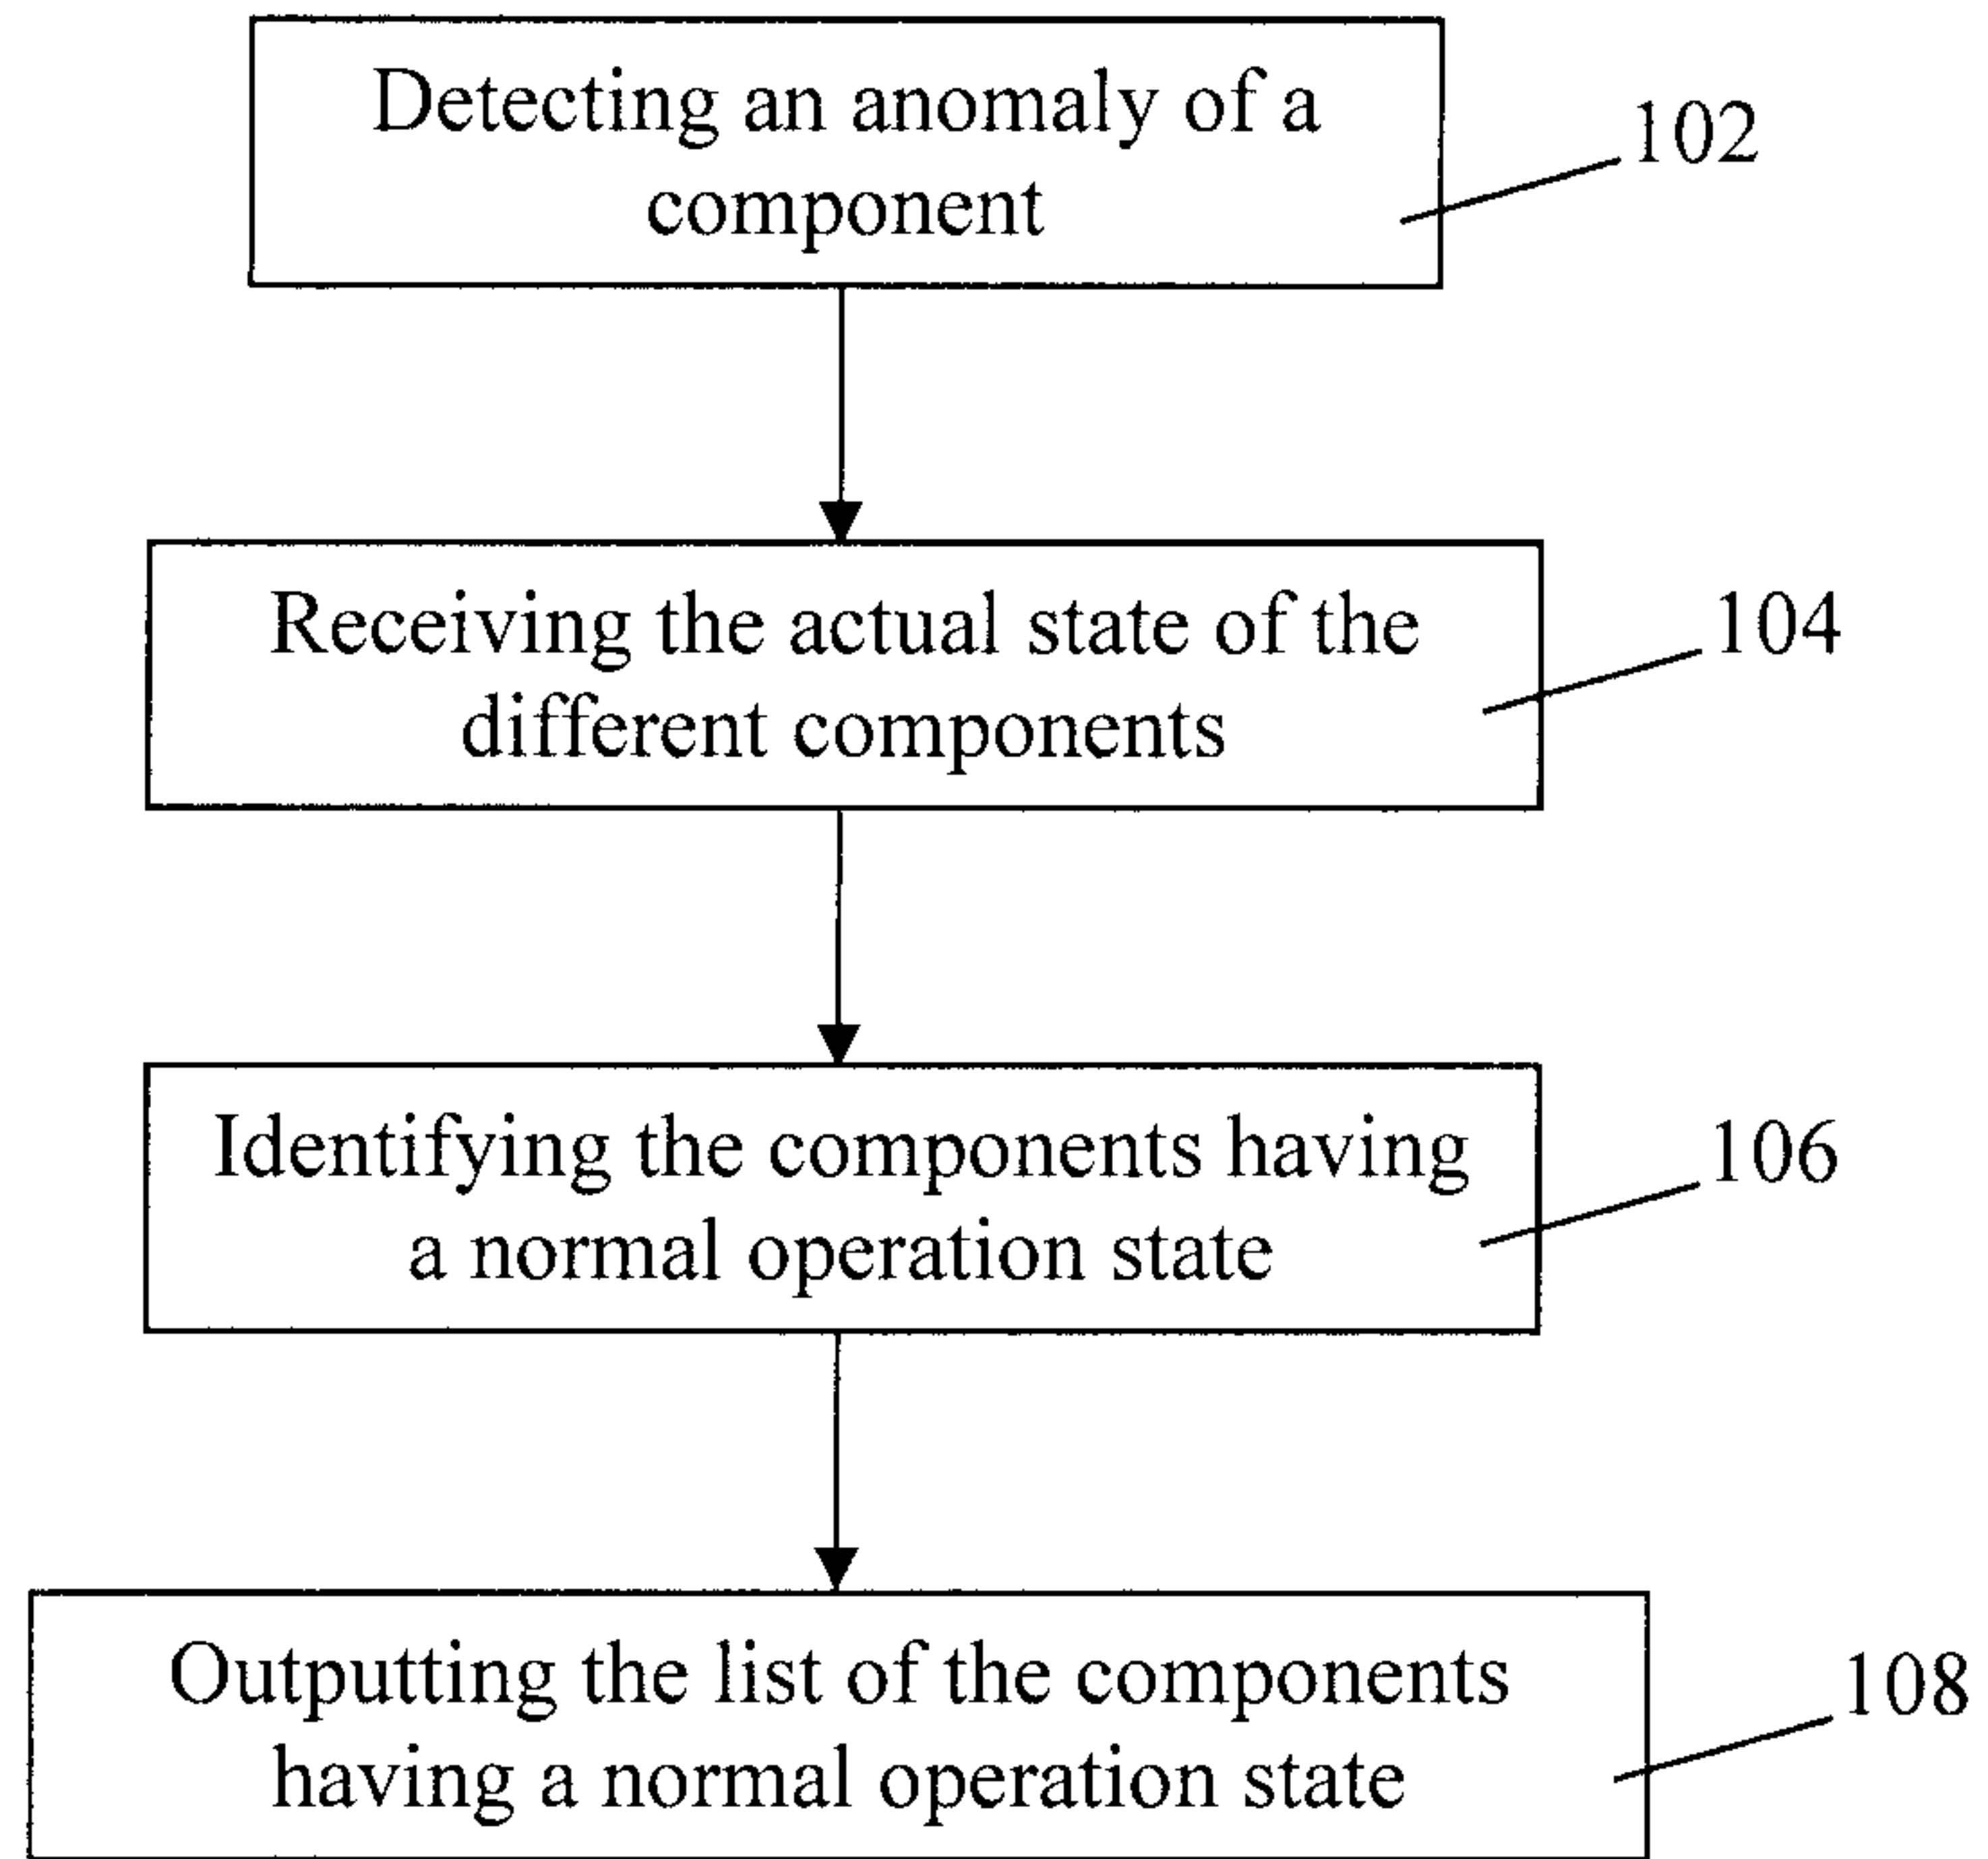 Detecting an anomaly of a
component
102
Receiving the actual state of the
different components
104
Identifying the components having
a normal operation state
106
Outputting the list of the components
having a normal operation state
108